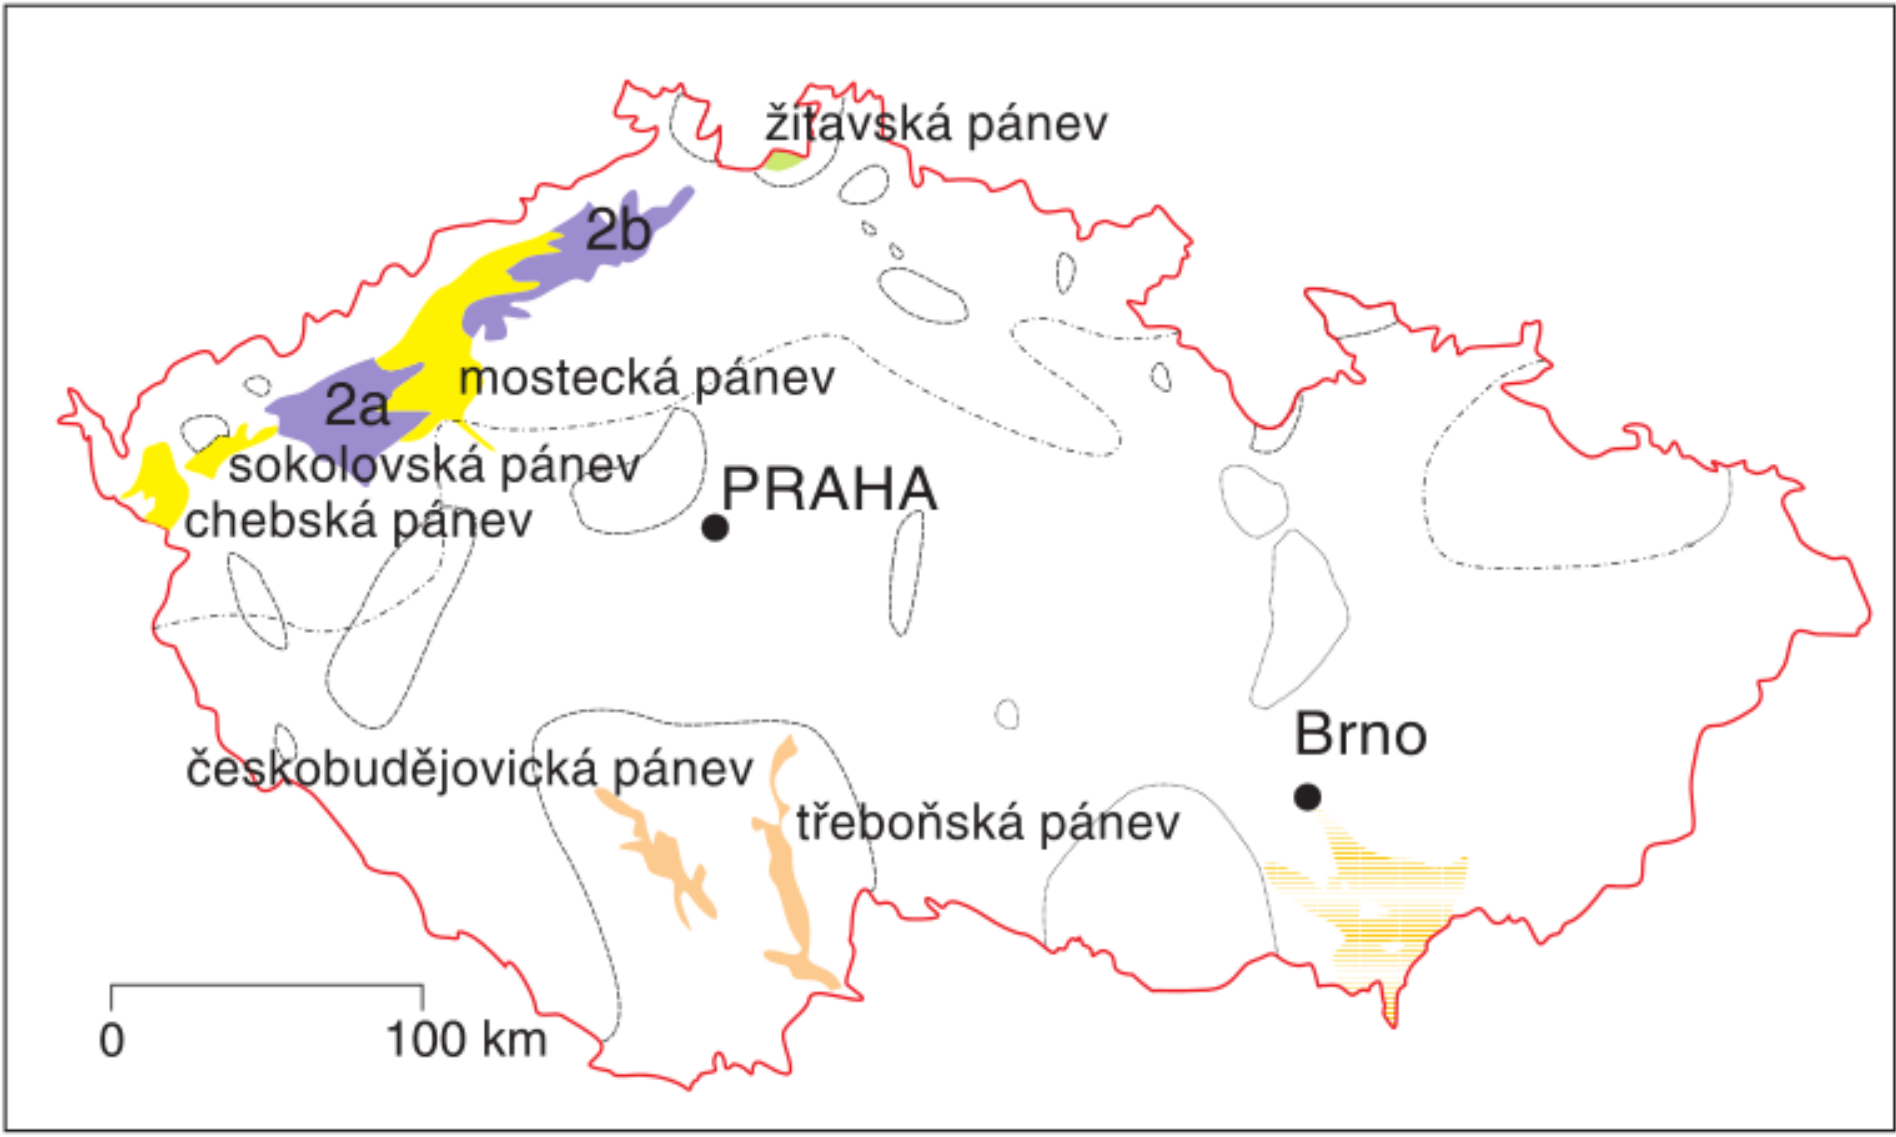 žitavská pánev
2b
mostecká pánev
2a
sokolovská pánev
PRAHA
chebská pánev
Brno
českobudějovická pánev
třeboňská pánev
0
100 km